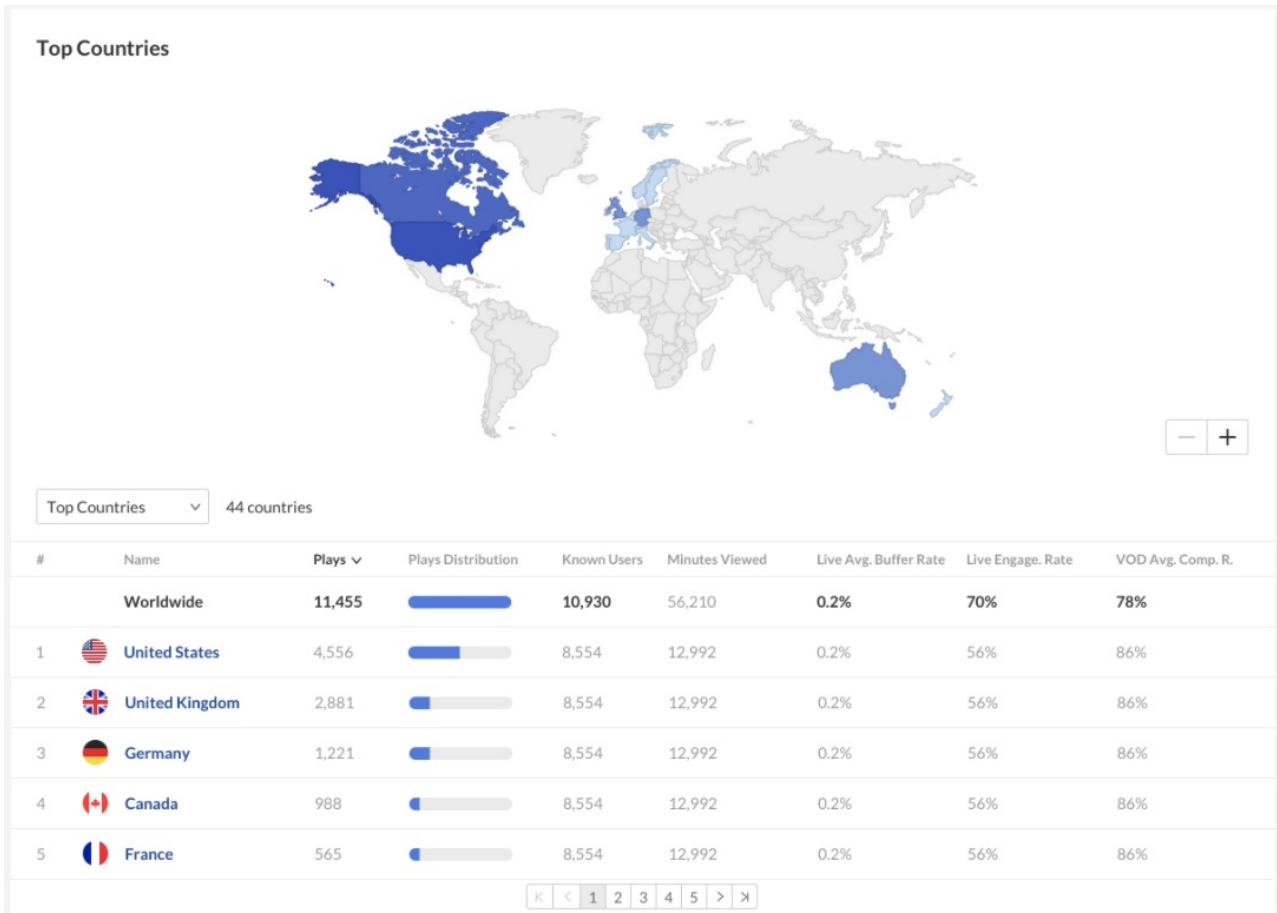 Top Countries
− +
Top Countries 44 countries
# Name Plays Plays Distribution Known Users Minutes Viewed Live Avg. Buffer Rate Live Engage. Rate VOD Avg. Comp. R.
Worldwide 11,455 10,930 56,210 0.2% 70% 78%
1 United States 4,556 8,554 12,992 0.2% 56% 86%
2 United Kingdom 2,881 8,554 12,992 0.2% 56% 86%
3 Germany 1,221 8,554 12,992 0.2% 56% 86%
4 Canada 988 8,554 12,992 0.2% 56% 86%
5 France 565 8,554 12,992 0.2% 56% 86%
1 2 3 4 5